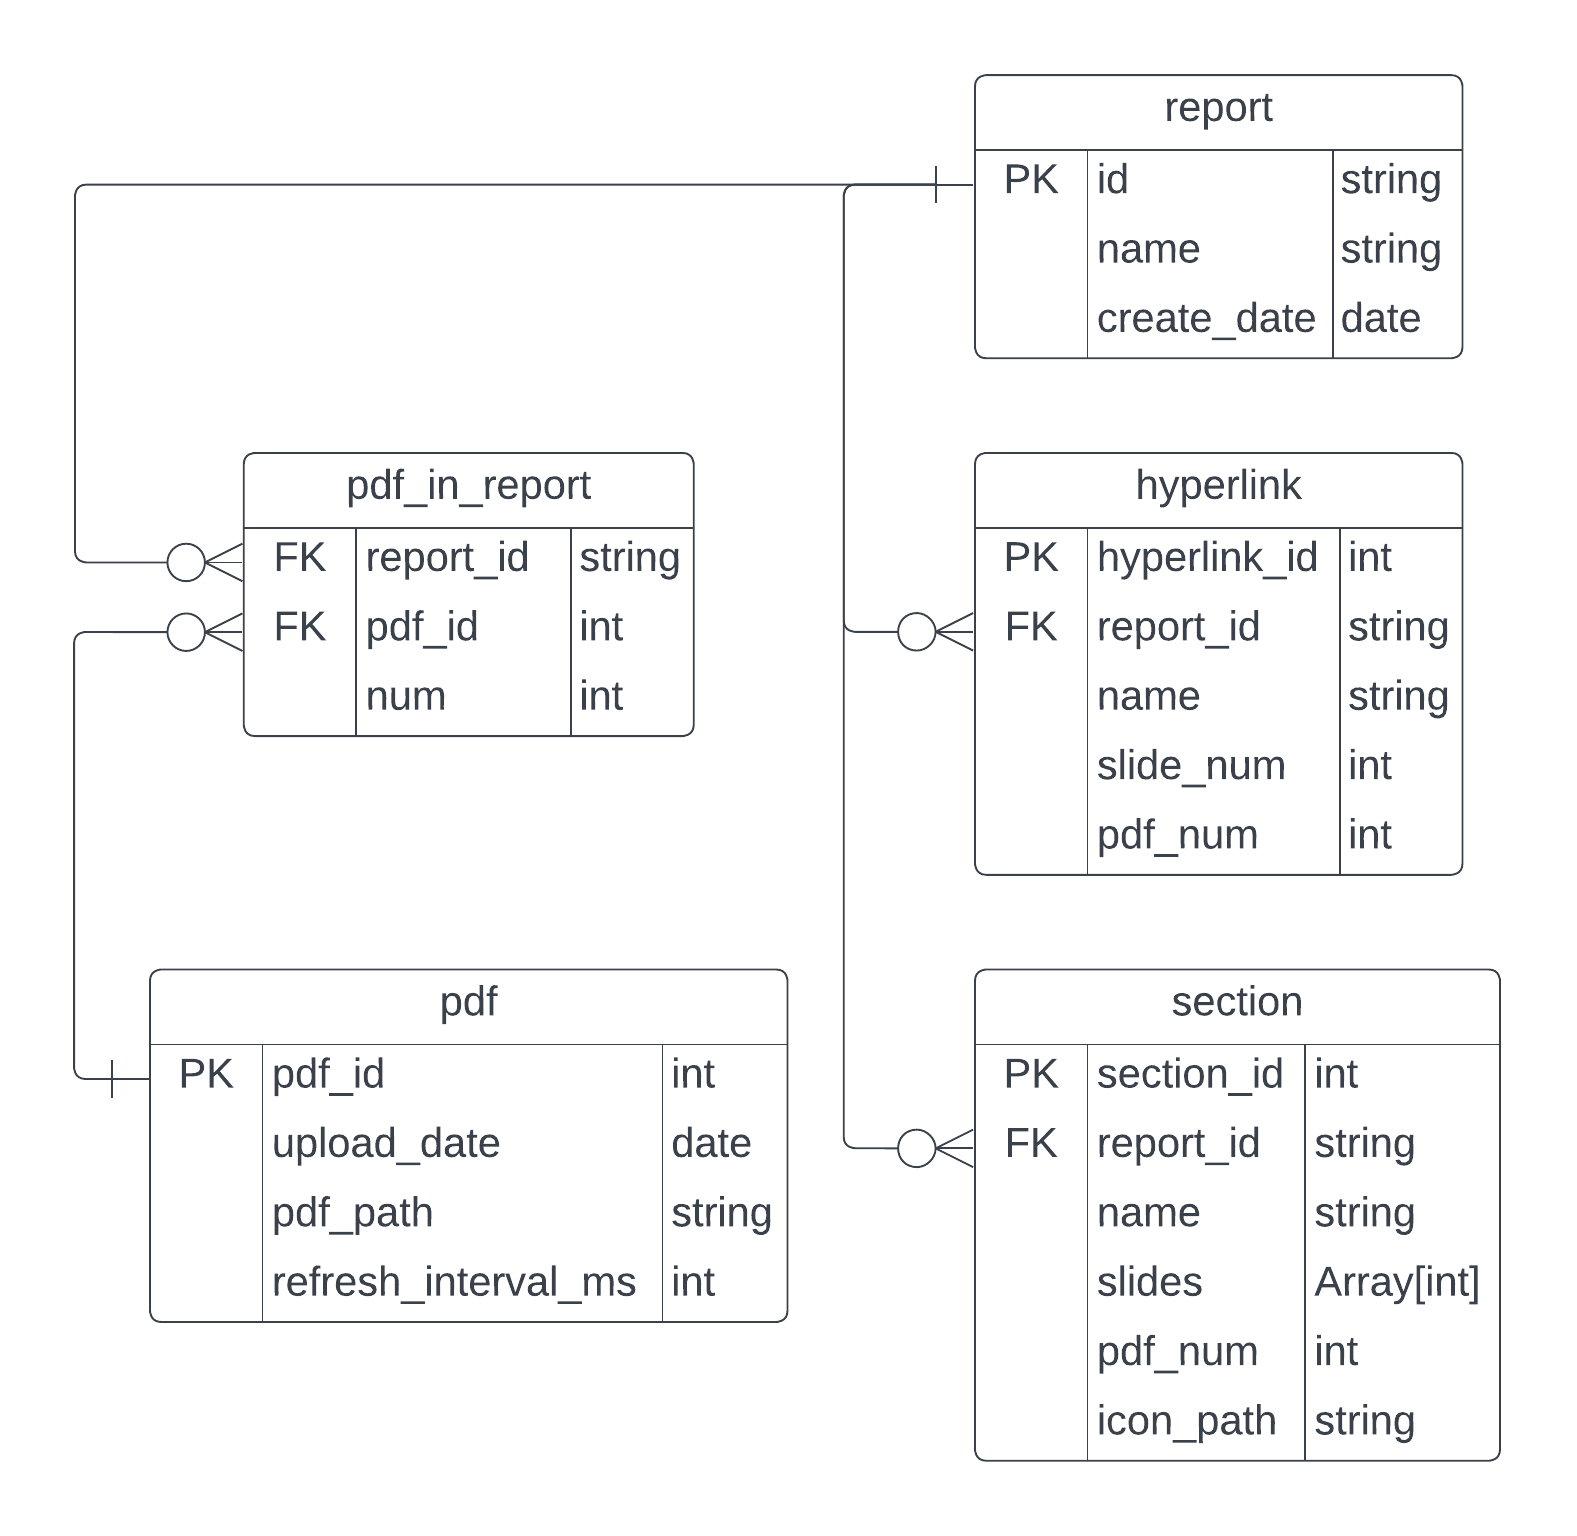 report
PK id string
name string
create_date date
pdf_in_report
FK report_id string
FK pdf_id int
num int
hyperlink
PK hyperlink_id int
FK report_id string
name string
slide_num int
pdf_num int
pdf
PK pdf_id int
upload_date date
pdf_path string
refresh_interval_ms int
section
PK section_id int
FK report_id string
name string
slides Array[int]
pdf_num int
icon_path string